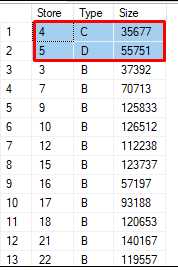 Store Type Size
1 4 C 35677
2 5 D 55751
3 3 B 37392
4 7 B 70713
5 9 B 125833
6 10 B 126512
7 12 B 112238
8 15 B 123737
9 16 B 57197
10 17 B 93188
11 18 B 120653
12 21 B 140167
13 22 B 119557